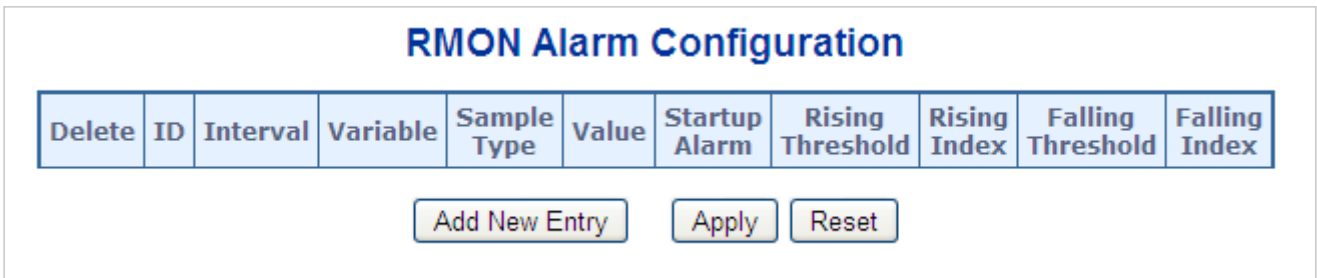 RMON Alarm Configuration
Delete ID Interval Variable Sample Type Value Startup Alarm Rising Threshold Rising Index Falling Threshold Falling Index
Add New Entry Apply Reset